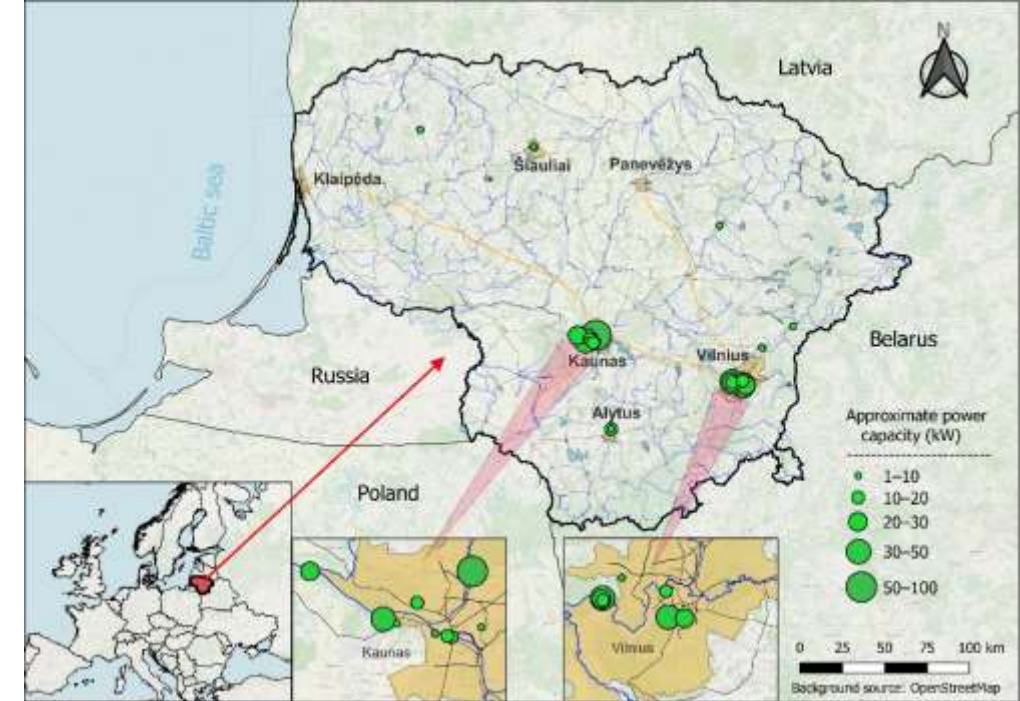 N
Latvia
Baltic sea
Klaipėda
Šiauliai
Panevėžys
Russia
Kaunas
Vilnius
Belarus
Alytus
Poland
Approximate power
capacity (kW)
1–10
10–20
20–30
30–50
50–100
Kaunas
Vilnius
0 25 50 75 100 km
Background source: OpenStreetMap